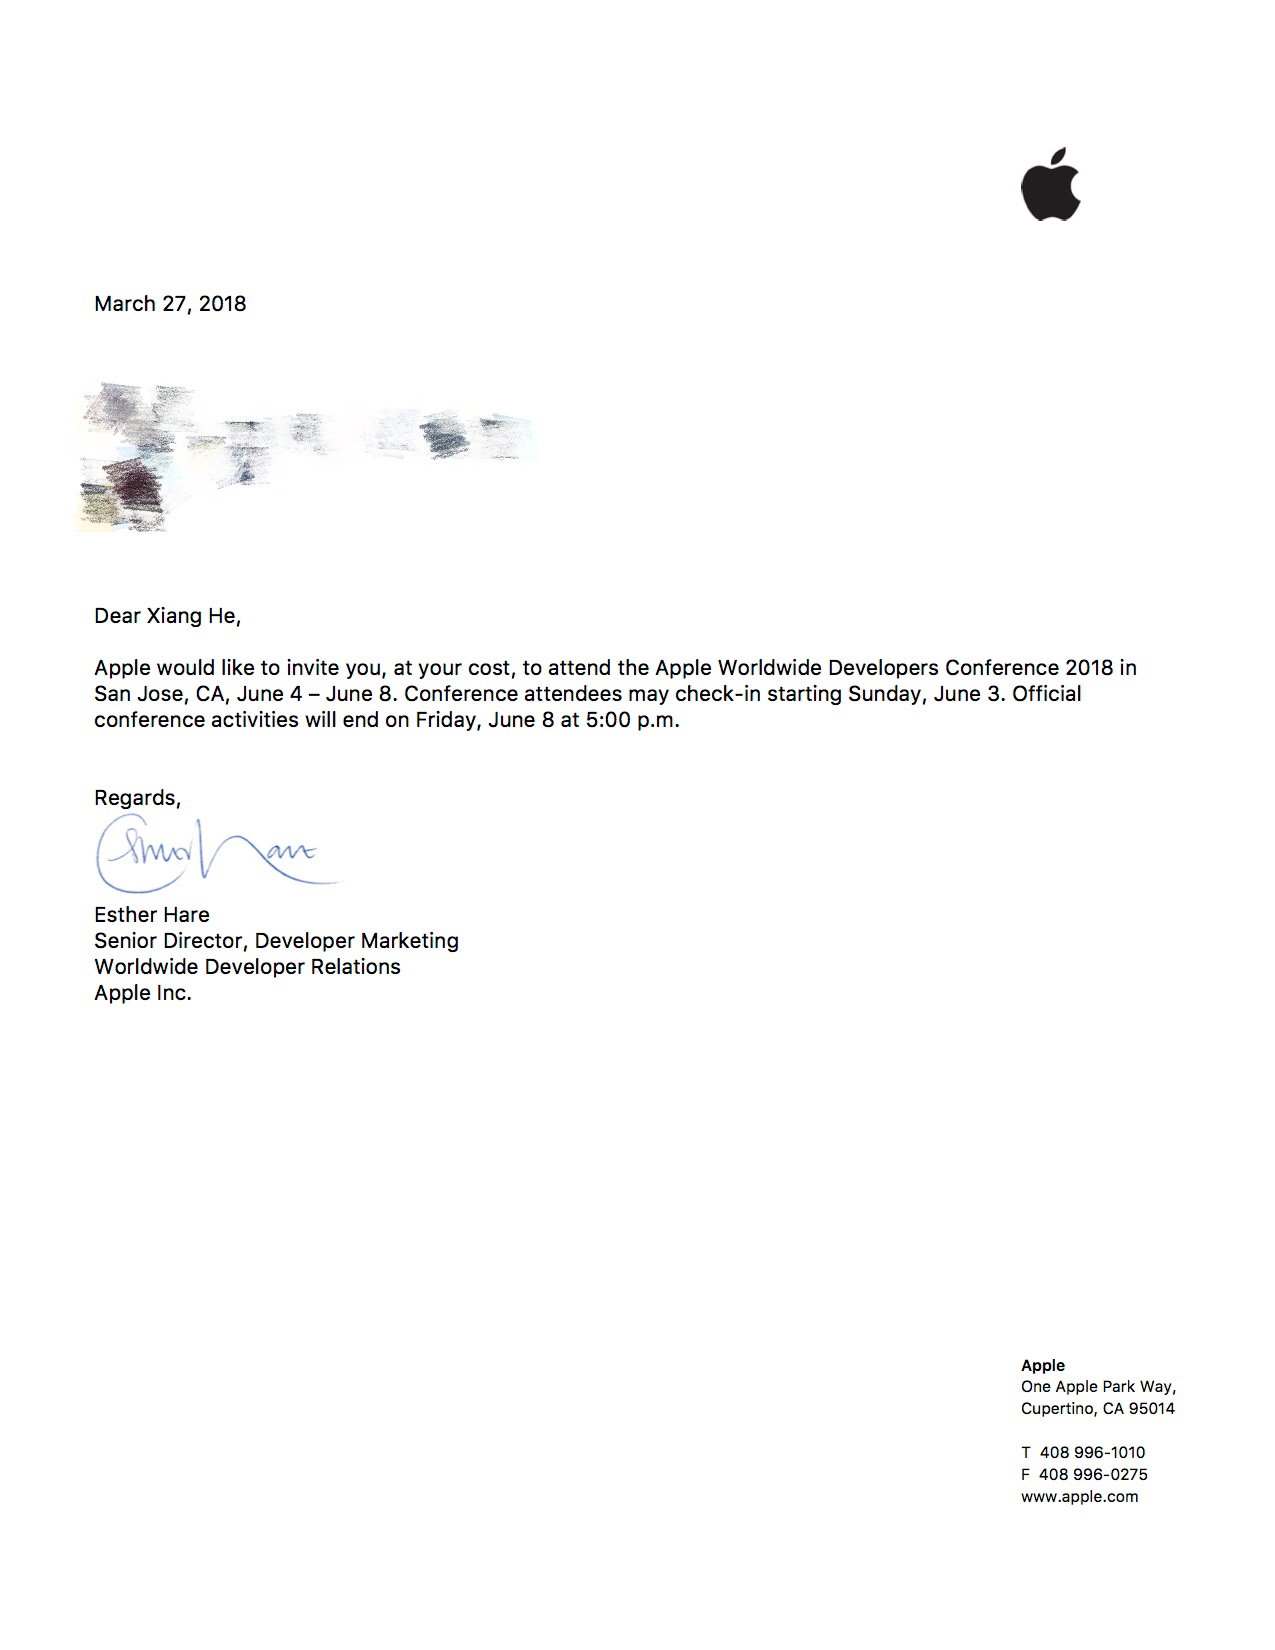 March 27, 2018
Dear Xiang He,
Apple would like to invite you, at your cost, to attend the Apple Worldwide Developers Conference 2018 in
San Jose, CA, June 4 – June 8. Conference attendees may check-in starting Sunday, June 3. Official
conference activities will end on Friday, June 8 at 5:00 p.m.
Regards,
Esther Hare
Esther Hare
Senior Director, Developer Marketing
Worldwide Developer Relations
Apple Inc.
Apple
One Apple Park Way,
Cupertino, CA 95014
T 408 996-1010
F 408 996-0275
www.apple.com